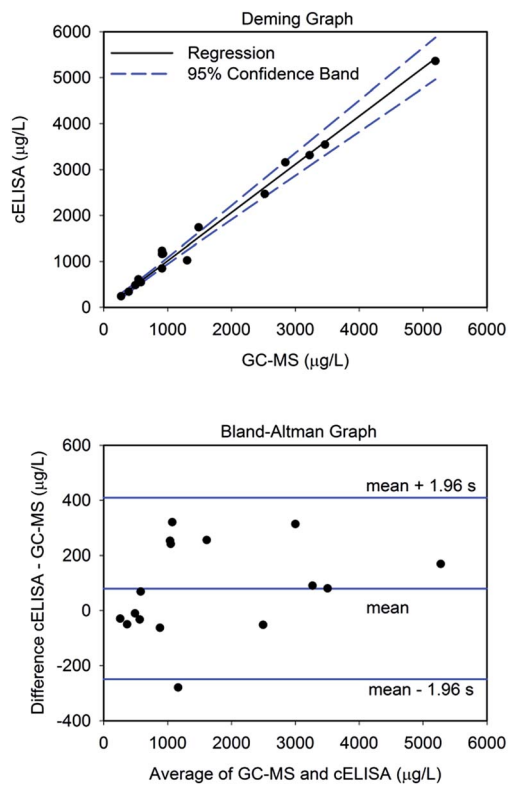 Deming Graph
6000
5000
4000
3000
2000
1000
0
cELISA (µg/L)
Regression
95% Confidence Band
0 1000 2000 3000 4000 5000 6000
GC-MS (µg/L)
Bland-Altman Graph
600
400
200
0
-200
-400
Difference cELISA - GC-MS (µg/L)
mean + 1.96 s
mean
mean - 1.96 s
0 1000 2000 3000 4000 5000 6000
Average of GC-MS and cELISA (µg/L)